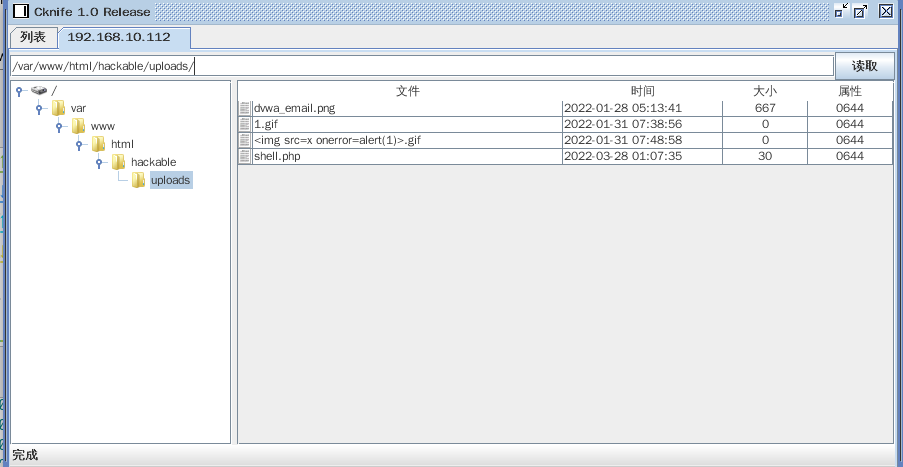 Cknife 1.0 Release
列表 192.168.10.112
/var/www/html/hackable/uploads/ 读取
/
var
www
html
hackable
uploads
文件 时间 大小 属性
dvwa_email.png 2022-01-28 05:13:41 667 0644
1.gif 2022-01-31 07:38:56 0 0644
<img src=x onerror=alert(1)>.gif 2022-01-31 07:48:58 0 0644
shell.php 2022-03-28 01:07:35 30 0644
完成